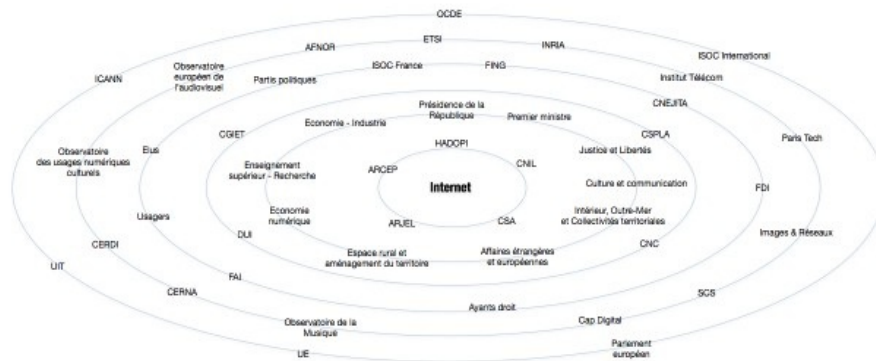 OCDE
AFNOR
ETSI
INRIA
ISOC International
ICANN
Observatoire
européen de
l'audiovisuel
Partis politiques
ISOC France
FING
Institut Télécom
CNEJITA
Présidence de la
République
Economie - Industrie
Premier ministre
CGIET
CSPLA
Paris Tech
HADOPI
Observatoire
des usages numériques
culturels
Elus
Enseignement
supérieur - Recherche
ARCEP
CNIL
Justice et Libertés
Internet
Culture et communication
FDI
Usagers
Economie
numérique
ARJEL
CSA
Intérieur, Outre-Mer
et Collectivités territoriales
Images & Réseaux
CERDI
DUI
CNC
Espace rural et
aménagement du territoire
Affaires étrangères
et européennes
UIT
FAI
CERNA
SCS
Ayants droit
Observatoire de la
Musique
Cap Digital
UE
Parlement
européen